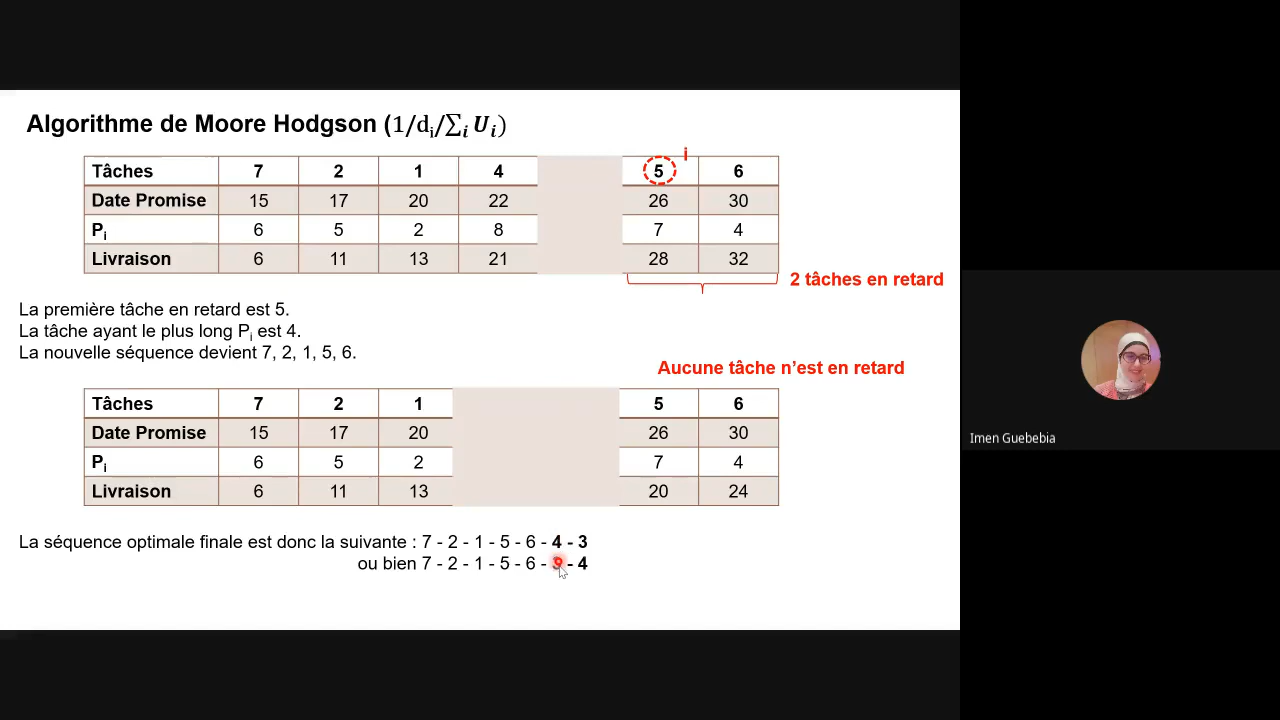 Algorithme de Moore Hodgson (1/dᵢ/∑ᵢ Uᵢ)
i
Tâches 7 2 1 4 5 6
Date Promise 15 17 20 22 26 30
Pᵢ 6 5 2 8 7 4
Livraison 6 11 13 21 28 32
2 tâches en retard
La première tâche en retard est 5.
La tâche ayant le plus long Pᵢ est 4.
La nouvelle séquence devient 7, 2, 1, 5, 6.
Aucune tâche n’est en retard
Tâches 7 2 1 5 6
Date Promise 15 17 20 26 30
Pᵢ 6 5 2 7 4
Livraison 6 11 13 20 24
La séquence optimale finale est donc la suivante : 7 - 2 - 1 - 5 - 6 - 4 - 3
ou bien 7 - 2 - 1 - 5 - 6 - - 4
Imen Guebebia